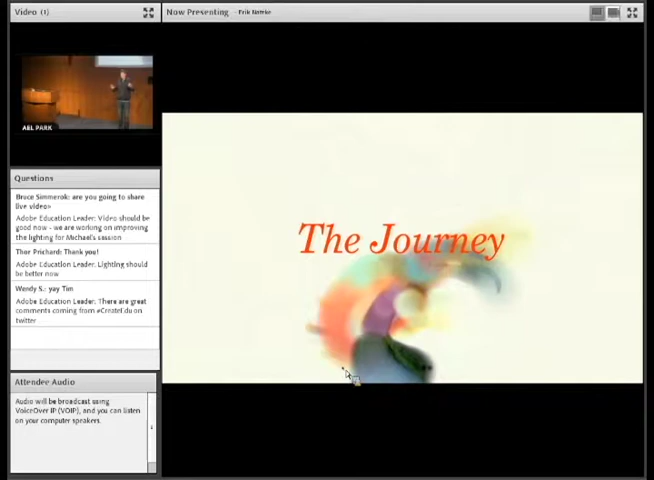 Video (1)
Now Presenting - Erik Natzke
AEL PARK
Questions
Bruce Simmerok: are you going to share
live video»
Adobe Education Leader: Video should be
good now - we are working on improving
the lighting for Michael's session
Thor Prichard: Thank you!
Adobe Education Leader: Lighting should
be better now
Wendy S.: yay Tim
Adobe Education Leader: There are great
comments coming from #CreateEdu on
twitter
The Journey
Attendee Audio
Audio will be broadcast using
VoiceOver IP (VOIP), and you can listen
on your computer speakers.